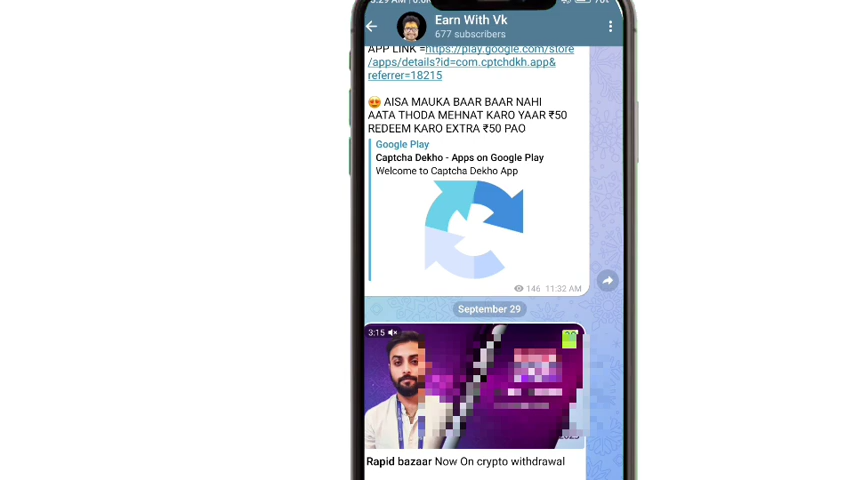 Earn With Vk
677 subscribers
APP LINK =https://play.google.com/store
/apps/details?id=com.cptchdkh.app&
referrer=18215
😍 AISA MAUKA BAAR BAAR NAHI
AATA THODA MEHNAT KARO YAAR ₹50
REDEEM KARO EXTRA ₹50 PAO
Google Play
Captcha Dekho - Apps on Google Play
Welcome to Captcha Dekho App
146 11:32 AM
September 29
3:15
Rapid bazaar Now On crypto withdrawal